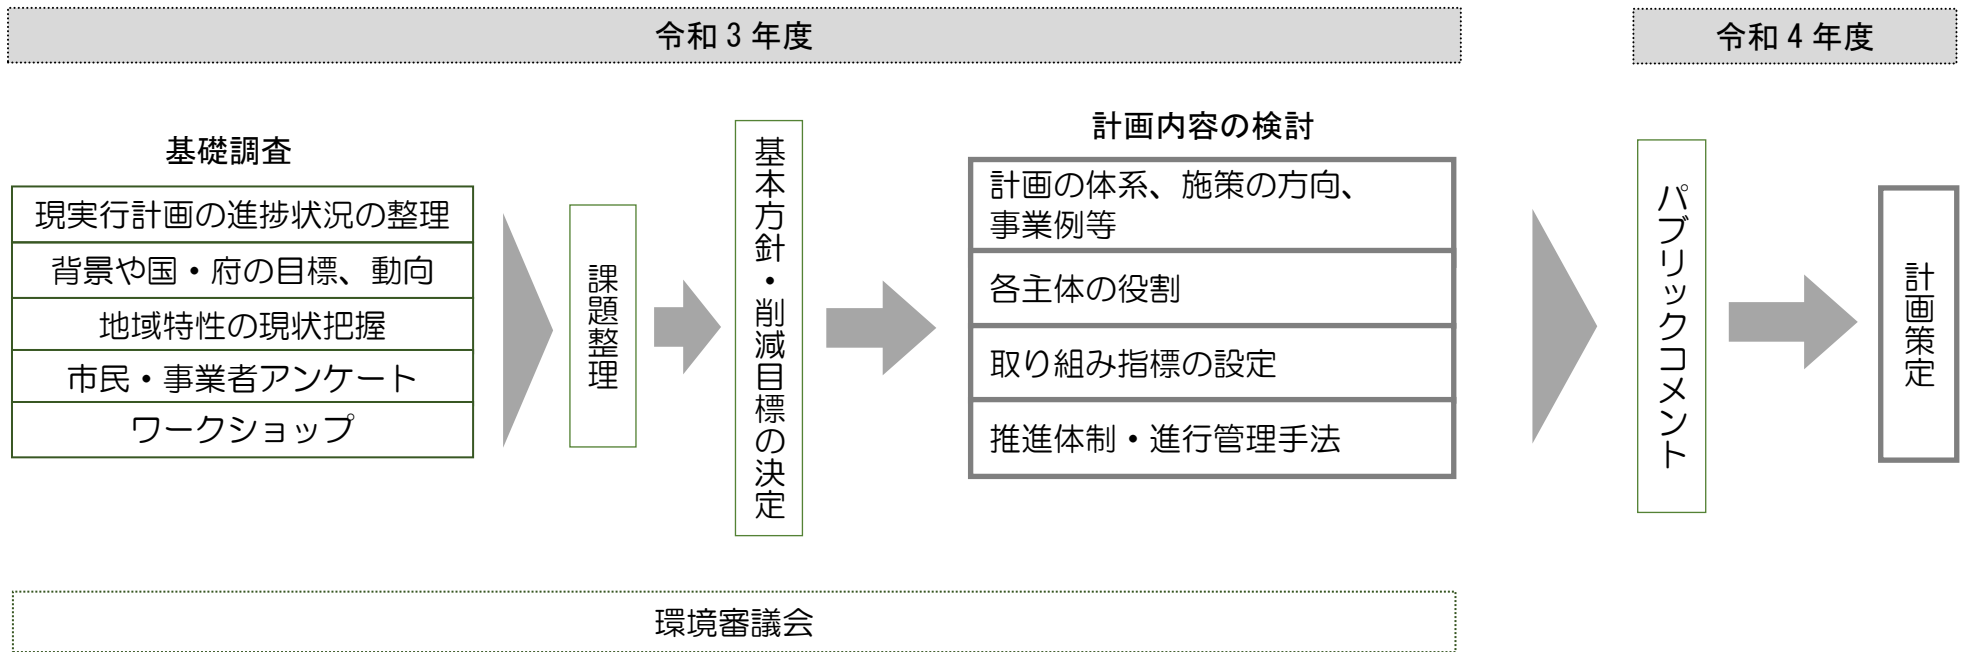 令和3年度
令和4年度
基礎調査
現実行計画の進捗状況の整理
背景や国・府の目標、動向
地域特性の現状把握
市民・事業者アンケート
ワークショップ
課題整理
基本方針・削減目標の決定
計画内容の検討
計画の体系、施策の方向、
事業例等
各主体の役割
取り組み指標の設定
推進体制・進行管理手法
パブリックコメント
計画策定
環境審議会